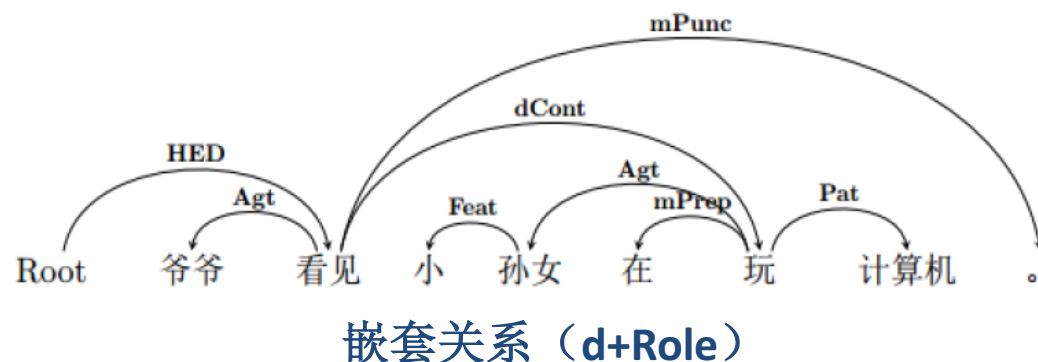 mPunc
dCont
HED
Agt
Agt
Feat
mPrep
Pat
Root 爷爷 看见 小 孙女 在 玩 计算机 。
嵌套关系（d+Role）